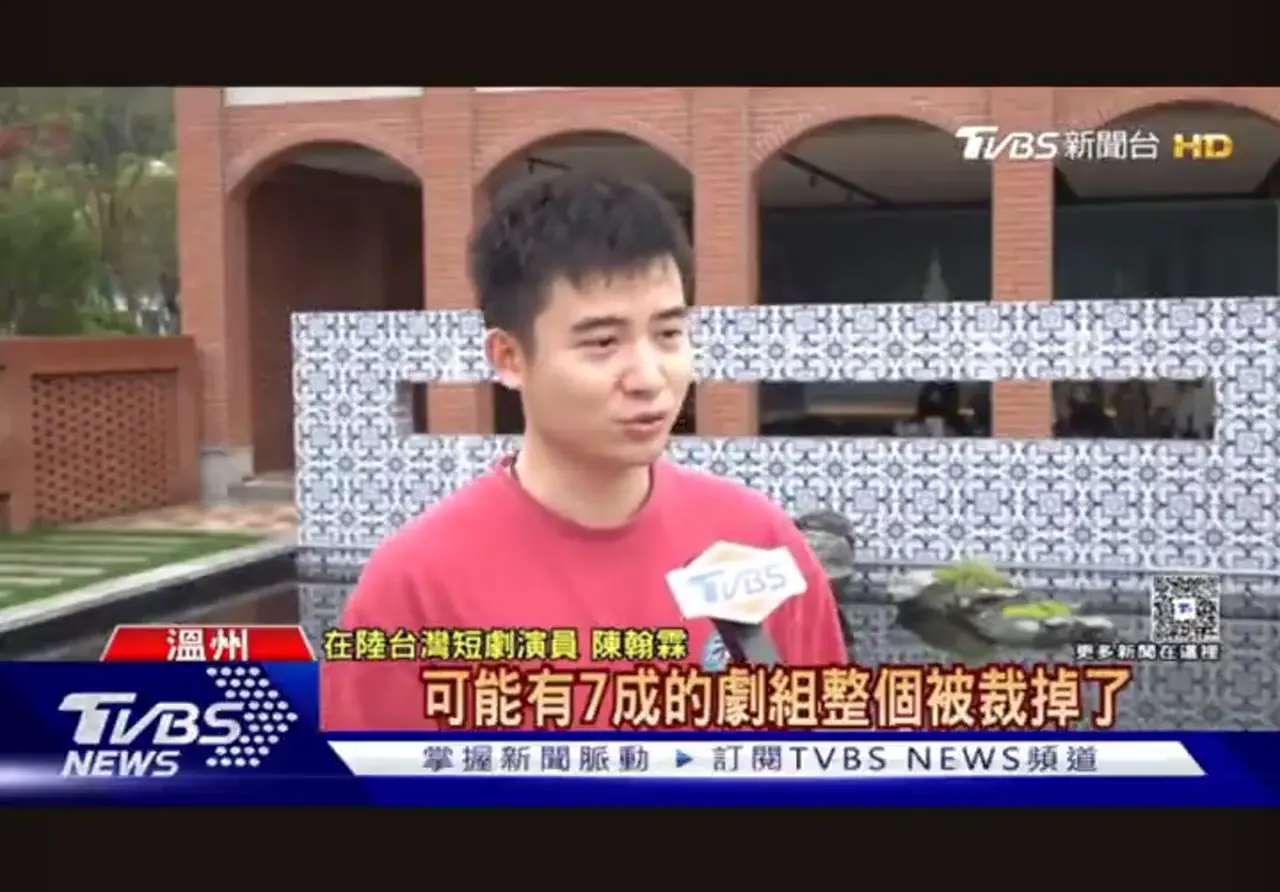 TVBS新聞台 HD
TVBS
溫州
在陸台灣短劇演員 陳翰霖
更多新聞在這裡
可能有7成的劇組整個被裁掉了
TVBS
NEWS
掌握新聞脈動 ▶ 訂閱TVBS NEWS頻道